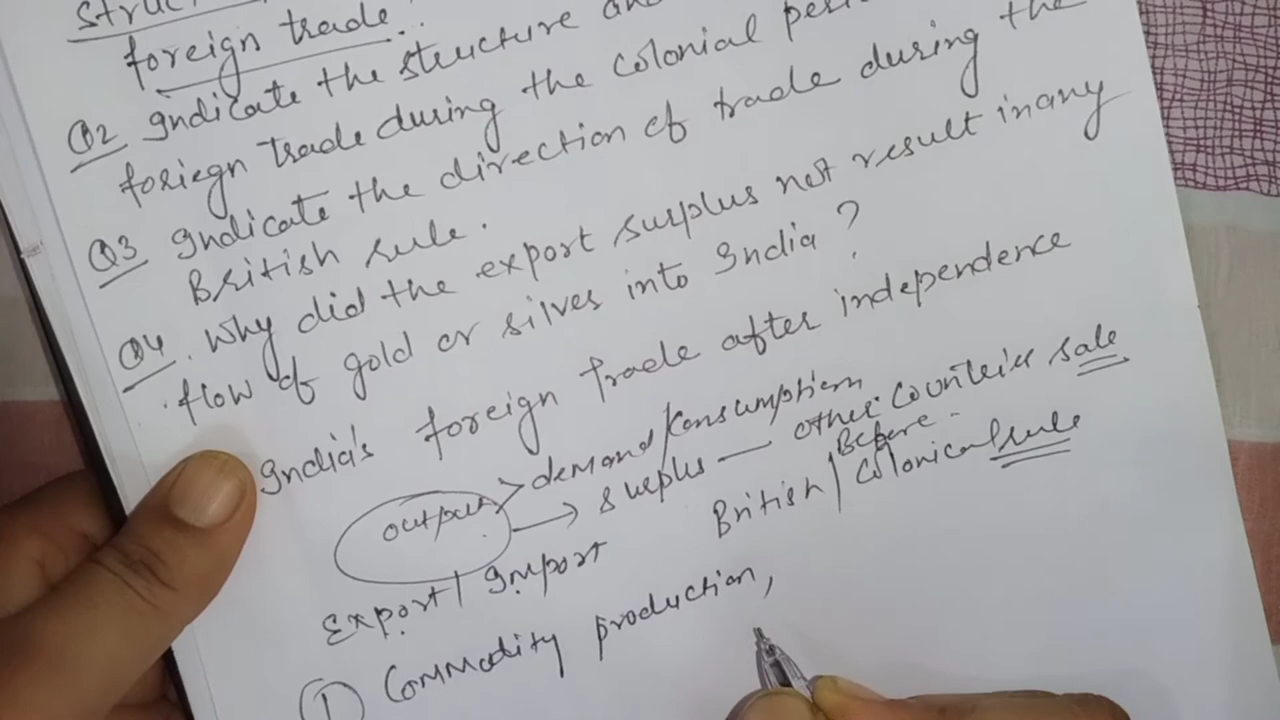 foreign trade.
Q2 Indicate the structure and
foriegn trade during the colonial peri
Q3 Indicate the direction of trade during the
British rule.
Q4. Why did the export surplus not result in any
flow of gold or silver into India ?
India's foreign Trade after independence
output > demand/consumption
→ surplus — other countries sale
Before
Export/Import British/Colonical rule
① Commodity production,